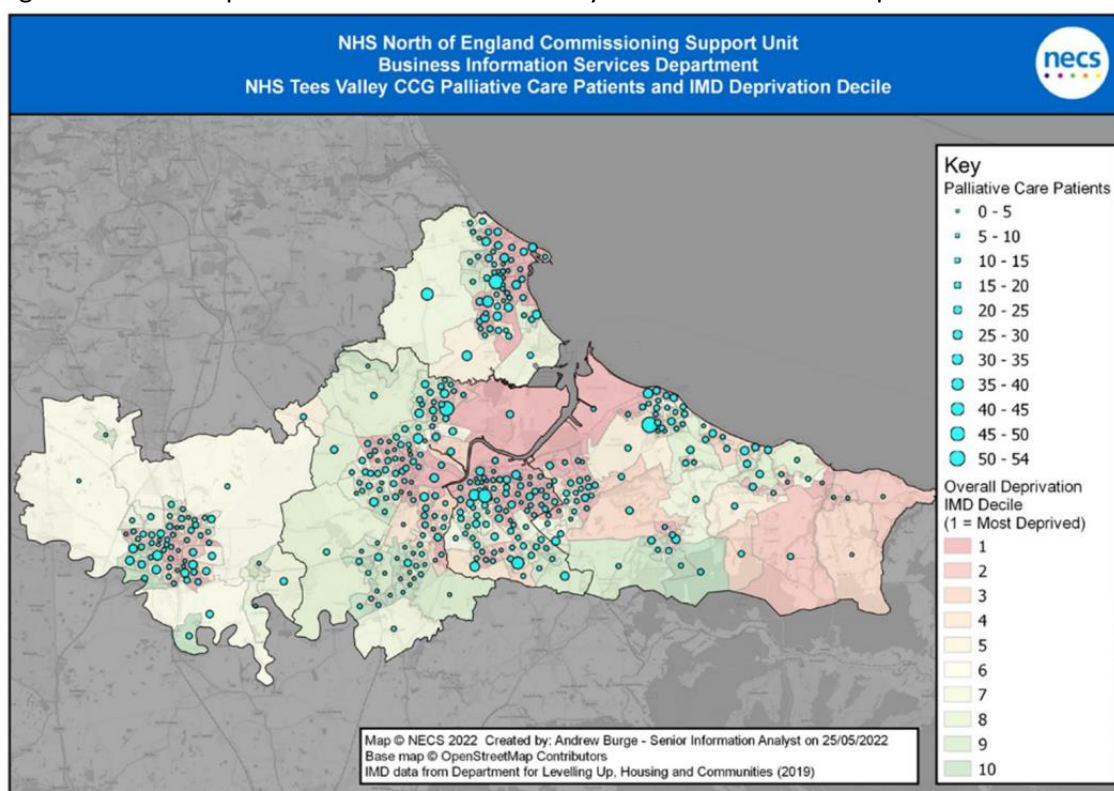 NHS North of England Commissioning Support Unit
Business Information Services Department
NHS Tees Valley CCG Palliative Care Patients and IMD Deprivation Decile
necs
Key
Palliative Care Patients
0 - 5
5 - 10
10 - 15
15 - 20
20 - 25
25 - 30
30 - 35
35 - 40
40 - 45
45 - 50
50 - 54
Overall Deprivation
IMD Decile
(1 = Most Deprived)
1
2
3
4
5
6
7
8
9
10
Map © NECS 2022 Created by: Andrew Burge - Senior Information Analyst on 25/05/2022
Base map © OpenStreetMap Contributors
IMD data from Department for Levelling Up, Housing and Communities (2019)